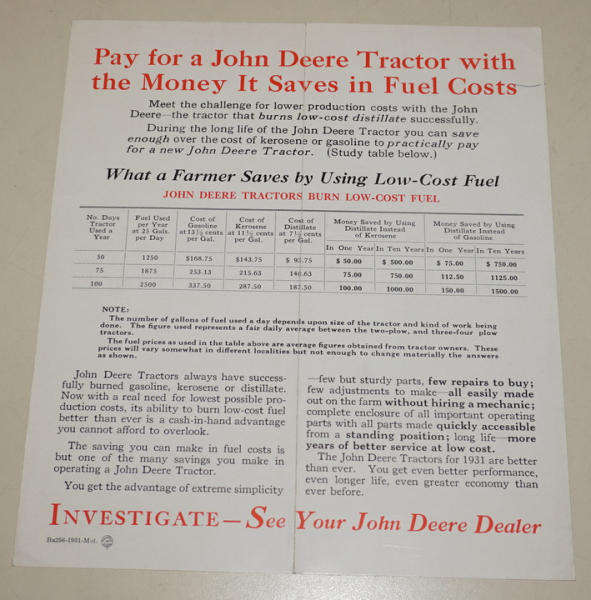 Pay for a John Deere Tractor with
the Money It Saves in Fuel Costs
Meet the challenge for lower production costs with the John
Deere—the tractor that burns low-cost distillate successfully.
During the long life of the John Deere Tractor you can save
enough over the cost of kerosene or gasoline to practically pay
for a new John Deere Tractor. (Study table below.)
What a Farmer Saves by Using Low-Cost Fuel
JOHN DEERE TRACTORS BURN LOW-COST FUEL
No. Days Tractor Used a Year | Fuel Used per Year at 25 Gals. per Day | Cost of Gasoline at 13½ cents per Gal. | Cost of Kerosene at 11½ cents per Gal. | Cost of Distillate at 7½ cents per Gal. | Money Saved by Using Distillate Instead of Kerosene | Money Saved by Using Distillate Instead of Gasoline
In One Year | In Ten Years | In One Year | In Ten Years
50 | 1250 | $168.75 | $143.75 | $ 93.75 | $ 50.00 | $ 500.00 | $ 75.00 | $ 750.00
75 | 1875 | 253.13 | 215.63 | 140.63 | 75.00 | 750.00 | 112.50 | 1125.00
100 | 2500 | 337.50 | 287.50 | 187.50 | 100.00 | 1000.00 | 150.00 | 1500.00
NOTE:
The number of gallons of fuel used a day depends upon size of the tractor and kind of work being
done. The figure used represents a fair daily average between the two-plow, and three-four plow
tractors.
The fuel prices as used in the table above are average figures obtained from tractor owners. These
prices will vary somewhat in different localities but not enough to change materially the answers
as shown.
John Deere Tractors always have success-
fully burned gasoline, kerosene or distillate.
Now with a real need for lowest possible pro-
duction costs, its ability to burn low-cost fuel
better than ever is a cash-in-hand advantage
you cannot afford to overlook.
The saving you can make in fuel costs is
but one of the many savings you make in
operating a John Deere Tractor.
You get the advantage of extreme simplicity
—few but sturdy parts, few repairs to buy;
few adjustments to make—all easily made
out on the farm without hiring a mechanic;
complete enclosure of all important operating
parts with all parts made quickly accessible
from a standing position; long life—more
years of better service at low cost.
The John Deere Tractors for 1931 are better
than ever. You get even better performance,
even longer life, even greater economy than
ever before.
INVESTIGATE—See Your John Deere Dealer